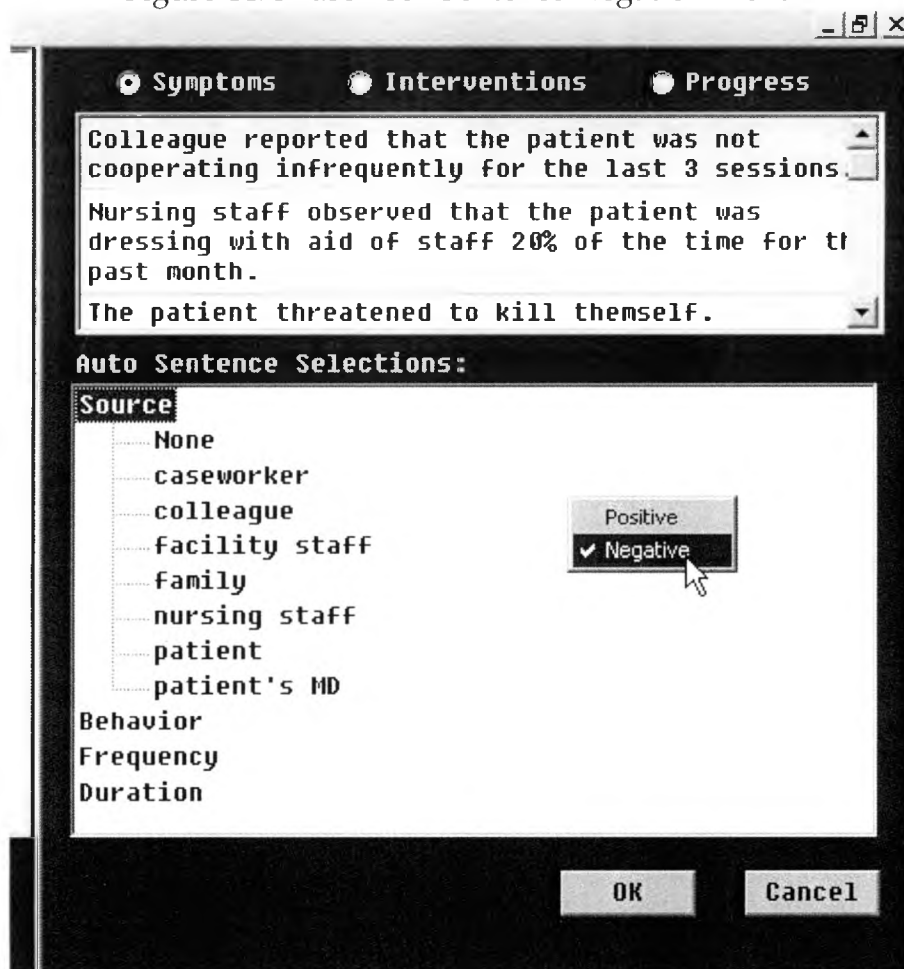 Symptoms Interventions Progress
Colleague reported that the patient was not
cooperating infrequently for the last 3 sessions.
Nursing staff observed that the patient was
dressing with aid of staff 20% of the time for th
past month.
The patient threatened to kill themself.
Auto Sentence Selections:
Source
None
caseworker
colleague
facility staff
family
nursing staff
patient
patient's MD
Positive
Negative
Behavior
Frequency
Duration
OK Cancel